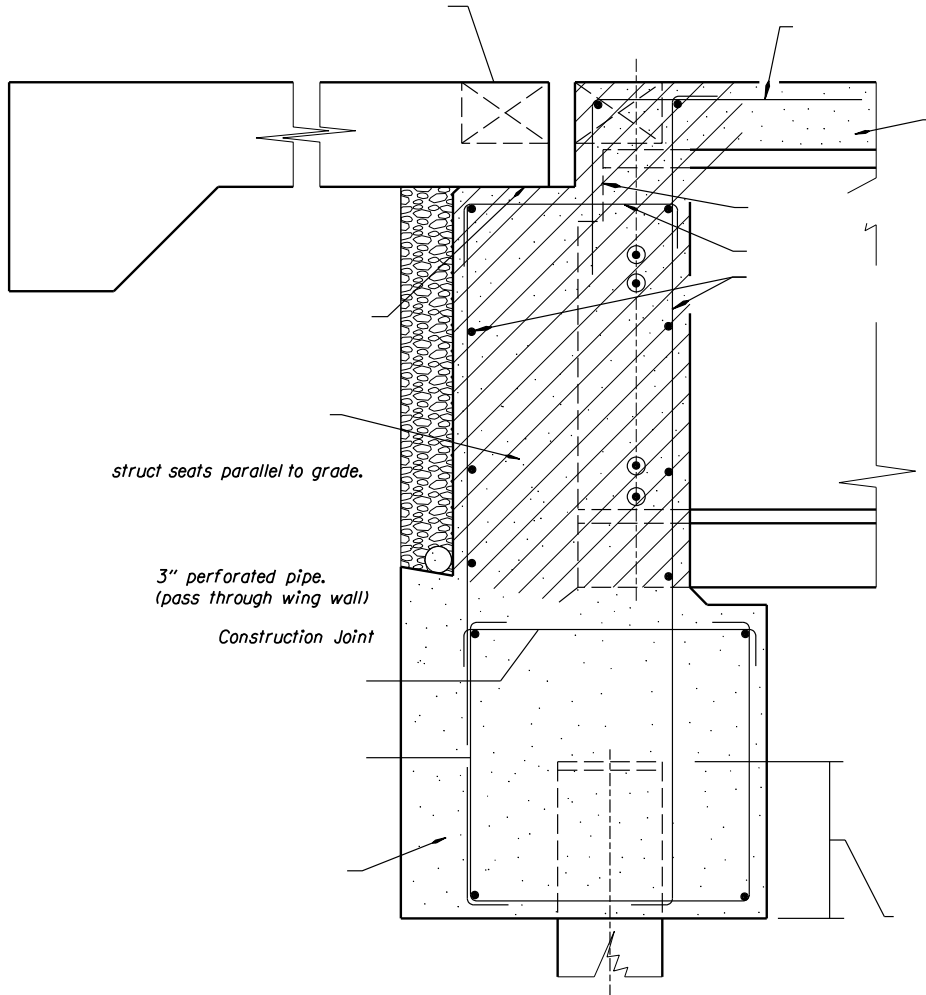 struct seats parallel to grade.
3" perforated pipe.
(pass through wing wall)
Construction Joint